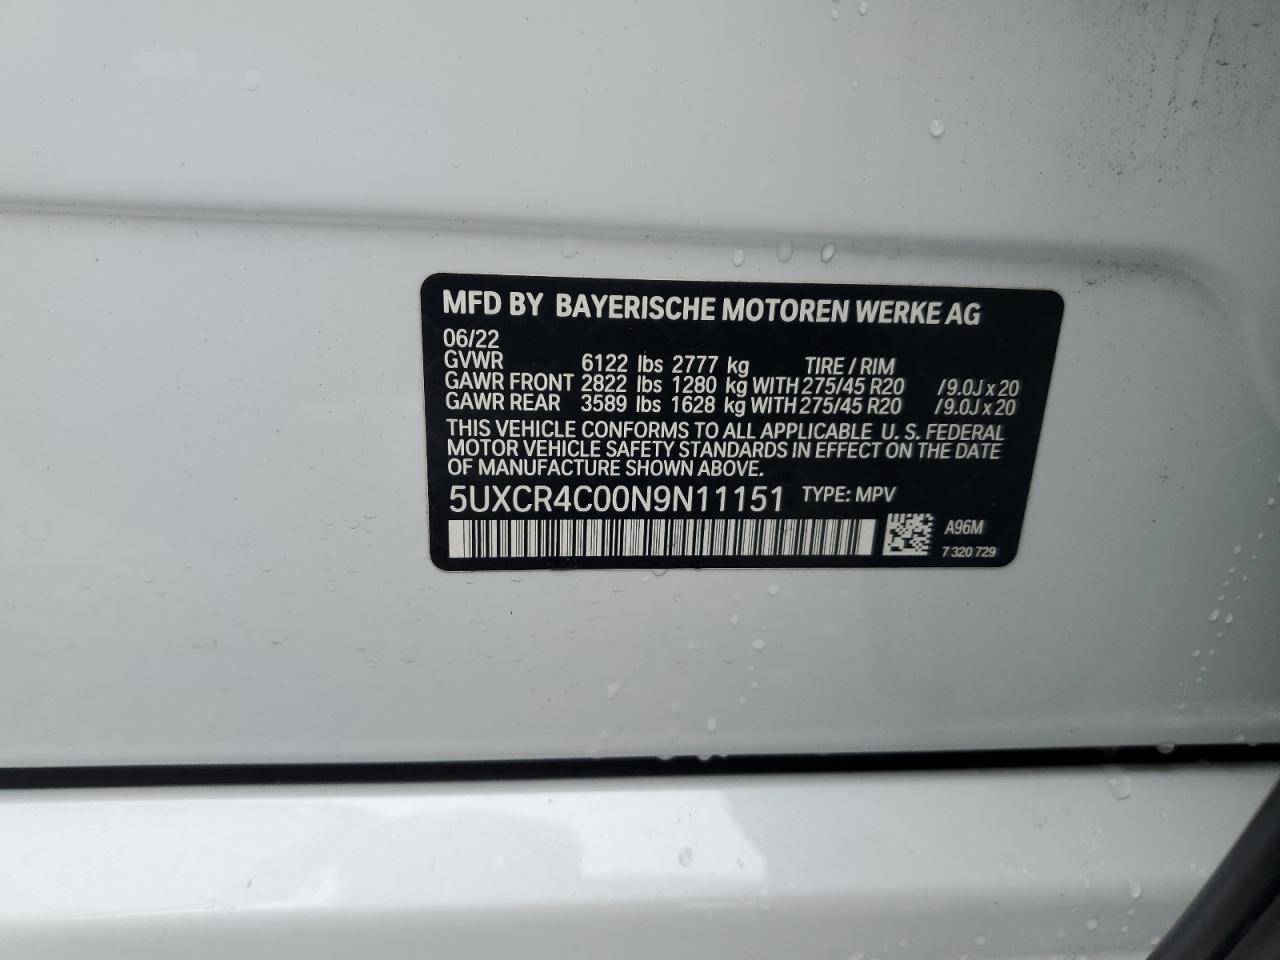 MFD BY BAYERISCHE MOTOREN WERKE AG
06/22
GVWR 6122 lbs 2777 kg TIRE / RIM
GAWR FRONT 2822 lbs 1280 kg WITH 275/45 R20 /9.0J x 20
GAWR REAR 3589 lbs 1628 kg WITH 275/45 R20 /9.0J x 20
THIS VEHICLE CONFORMS TO ALL APPLICABLE U. S. FEDERAL
MOTOR VEHICLE SAFETY STANDARDS IN EFFECT ON THE DATE
OF MANUFACTURE SHOWN ABOVE.
5UXCR4C00N9N11151 TYPE: MPV
A96M
7 320 729